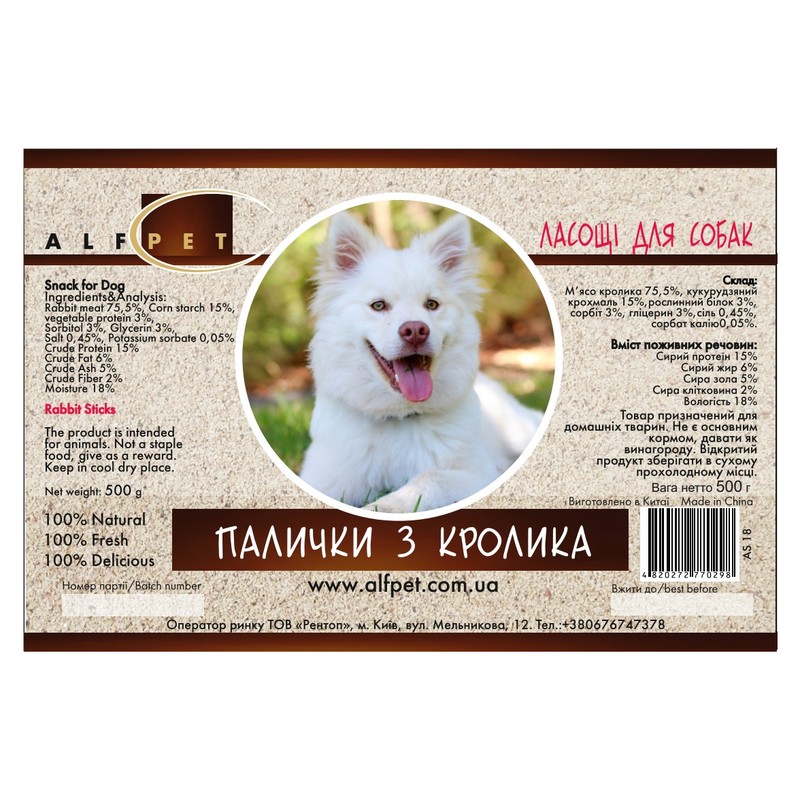 ALFPET
ЛАСОЩІ ДЛЯ СОБАК
Snack for Dog
Ingredients&Analysis:
Rabbit meat 75,5%, Corn starch 15%,
vegetable protein 3%,
Sorbitol 3%, Glycerin 3%,
Salt 0,45%, Potassium sorbate 0,05%
Crude Protein 15%
Crude Fat 6%
Crude Ash 5%
Crude Fiber 2%
Moisture 18%
Rabbit Sticks
The product is intended
for animals. Not a staple
food, give as a reward.
Keep in cool dry place.
Net weight: 500 g
100% Natural
100% Fresh
100% Delicious
Номер партії/Batch number
Склад:
М'ясо кролика 75,5%, кукурудзяний
крохмаль 15%,рослинний білок 3%,
сорбіт 3%, гліцерин 3%,сіль 0,45%,
сорбат калію0,05%.
Вміст поживних речовин:
Сирий протеїн 15%
Сирий жир 6%
Сира зола 5%
Сира клітковина 2%
Вологість 18%
Товар призначений для
домашніх тварин. Не є основним
кормом, давати як
винагороду. Відкритий
продукт зберігати в сухому
прохолодному місці.
Вага нетто 500 г
Виготовлено в Китаї Made in China
ПАЛИЧКИ З КРОЛИКА
www.alfpet.com.ua
4820272770298
AS 18
Вжити до/best before
Оператор ринку ТОВ «Рентоп», м. Київ, вул. Мельникова, 12. Тел.:+380676747378